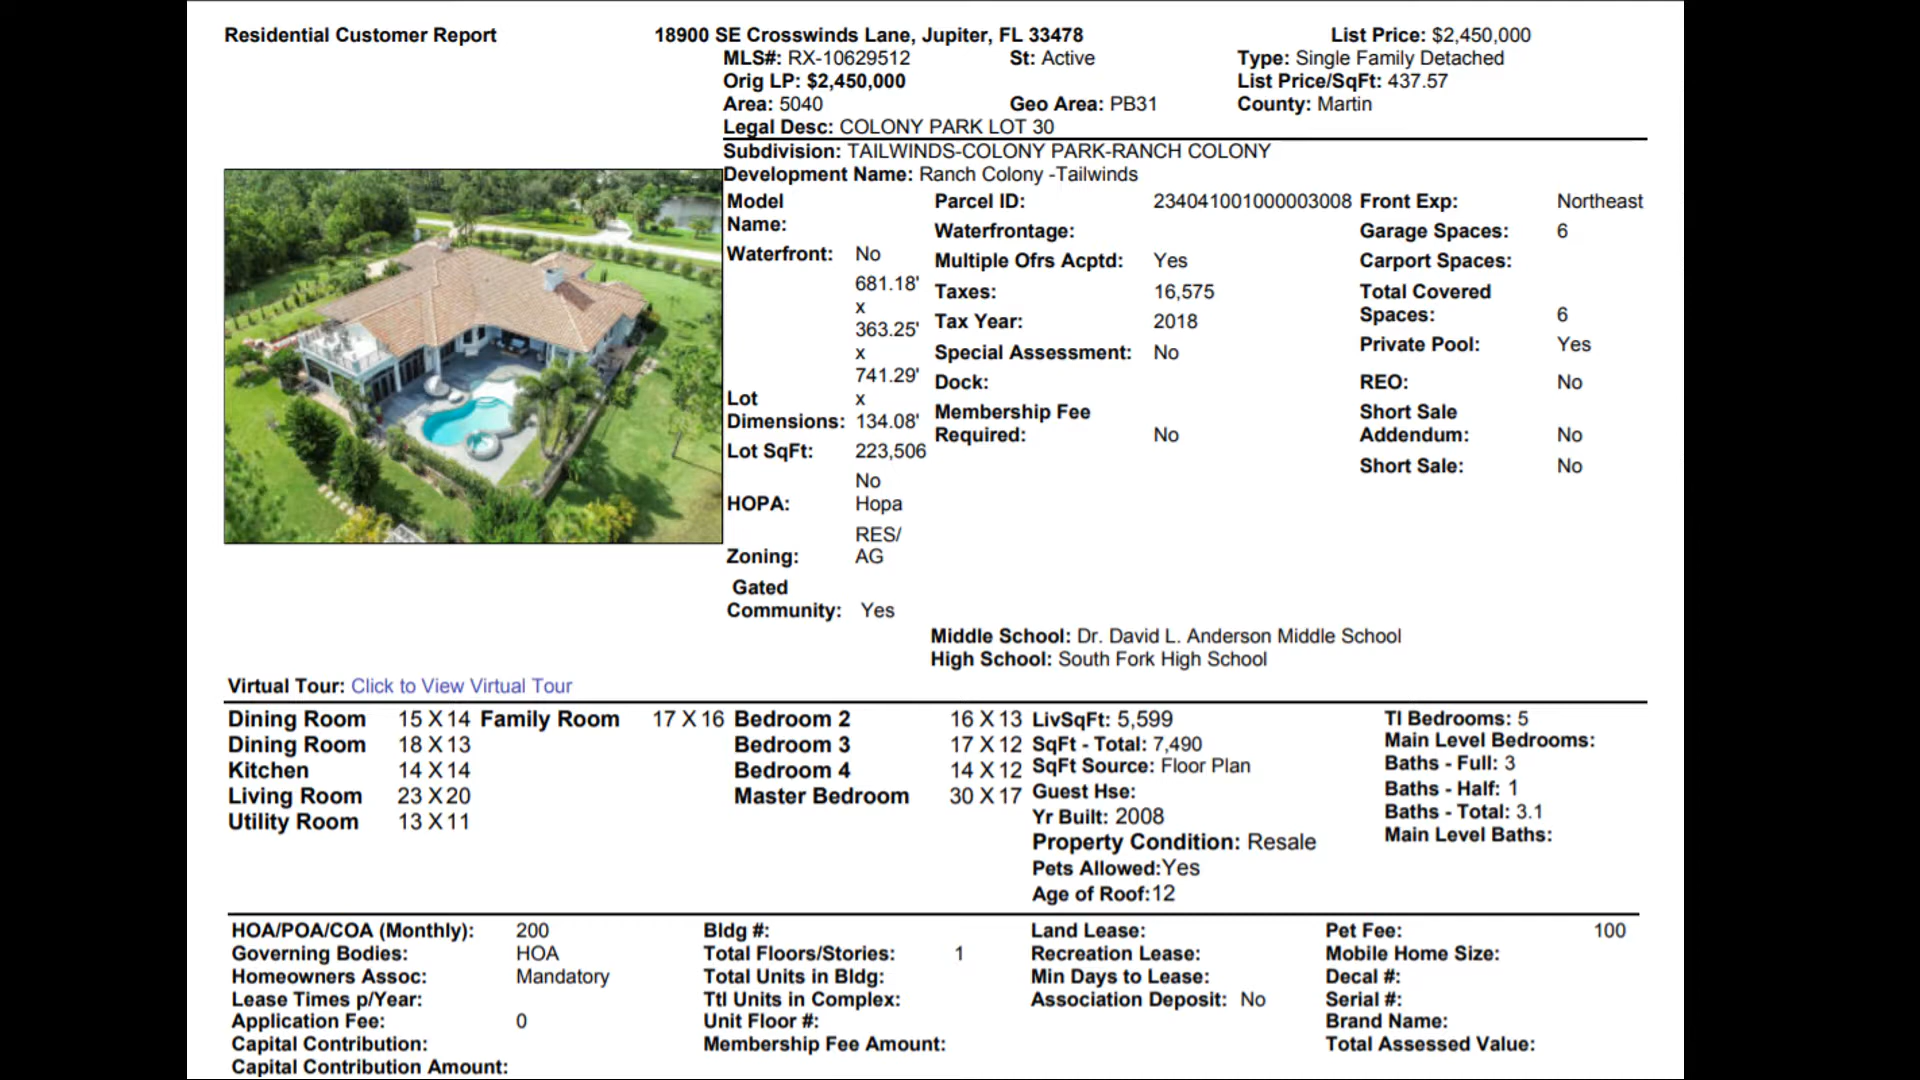 Residential Customer Report
18900 SE Crosswinds Lane, Jupiter, FL 33478
List Price: $2,450,000
MLS#: RX-10629512 St: Active Type: Single Family Detached
Orig LP: $2,450,000 List Price/SqFt: 437.57
Area: 5040 Geo Area: PB31 County: Martin
Legal Desc: COLONY PARK LOT 30
Subdivision: TAILWINDS-COLONY PARK-RANCH COLONY
Development Name: Ranch Colony -Tailwinds
Model
Name:
Waterfront: No
681.18'
x
363.25'
x
741.29'
Lot x
Dimensions: 134.08'
Lot SqFt: 223,506
No
HOPA: Hopa
RES/
Zoning: AG
Gated
Community: Yes
Parcel ID: 234041001000003008
Waterfrontage:
Multiple Ofrs Acptd: Yes
Taxes: 16,575
Tax Year: 2018
Special Assessment: No
Dock:
Membership Fee
Required: No
Front Exp: Northeast
Garage Spaces: 6
Carport Spaces:
Total Covered
Spaces: 6
Private Pool: Yes
REO: No
Short Sale
Addendum: No
Short Sale: No
Middle School: Dr. David L. Anderson Middle School
High School: South Fork High School
Virtual Tour: Click to View Virtual Tour
Dining Room 15 X 14
Dining Room 18 X 13
Kitchen 14 X 14
Living Room 23 X 20
Utility Room 13 X 11
Family Room 17 X 16
Bedroom 2 16 X 13
Bedroom 3 17 X 12
Bedroom 4 14 X 12
Master Bedroom 30 X 17
LivSqFt: 5,599
SqFt - Total: 7,490
SqFt Source: Floor Plan
Guest Hse:
Yr Built: 2008
Property Condition: Resale
Pets Allowed:Yes
Age of Roof:12
Tl Bedrooms: 5
Main Level Bedrooms:
Baths - Full: 3
Baths - Half: 1
Baths - Total: 3.1
Main Level Baths:
HOA/POA/COA (Monthly): 200
Governing Bodies: HOA
Homeowners Assoc: Mandatory
Lease Times p/Year:
Application Fee: 0
Capital Contribution:
Capital Contribution Amount:
Bldg #:
Total Floors/Stories: 1
Total Units in Bldg:
Ttl Units in Complex:
Unit Floor #:
Membership Fee Amount:
Land Lease:
Recreation Lease:
Min Days to Lease:
Association Deposit: No
Pet Fee: 100
Mobile Home Size:
Decal #:
Serial #:
Brand Name:
Total Assessed Value: